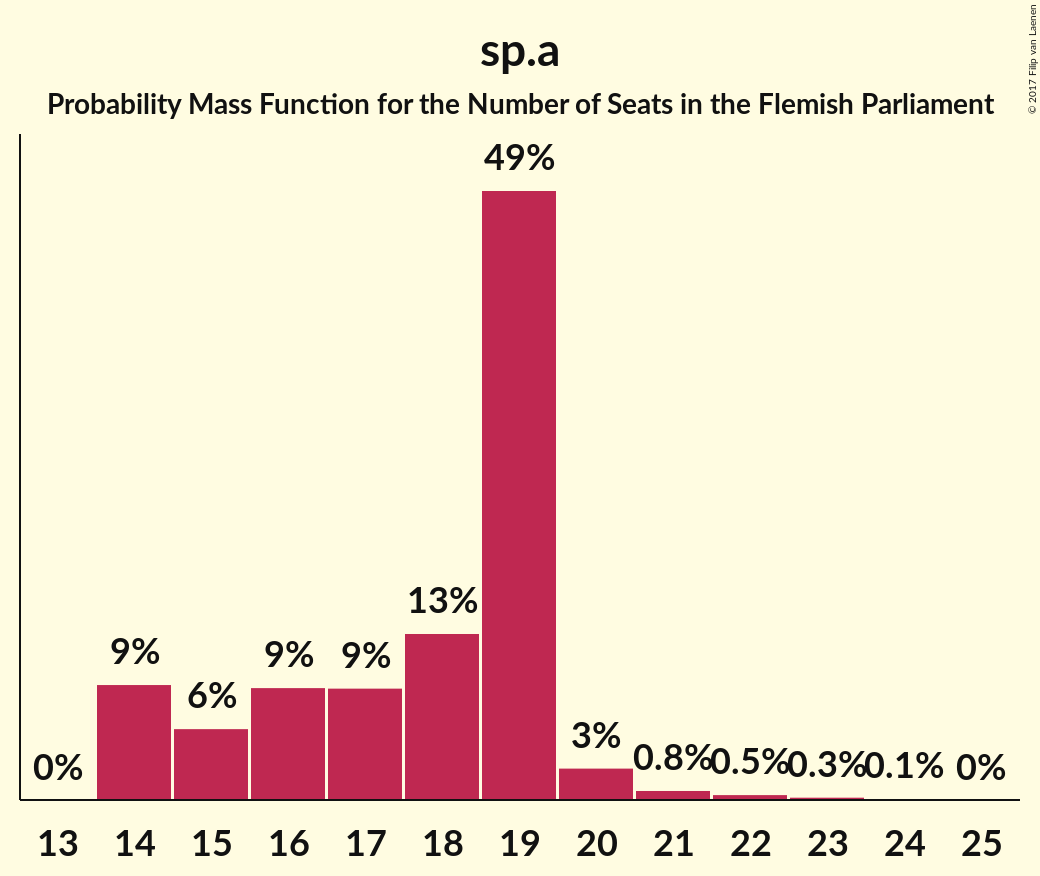 sp.a
Probability Mass Function for the Number of Seats in the Flemish Parliament
© 2017 Filip van Laenen
0% 9% 6% 9% 9% 13% 49% 3% 0.8% 0.5% 0.3% 0.1% 0%
13 14 15 16 17 18 19 20 21 22 23 24 25